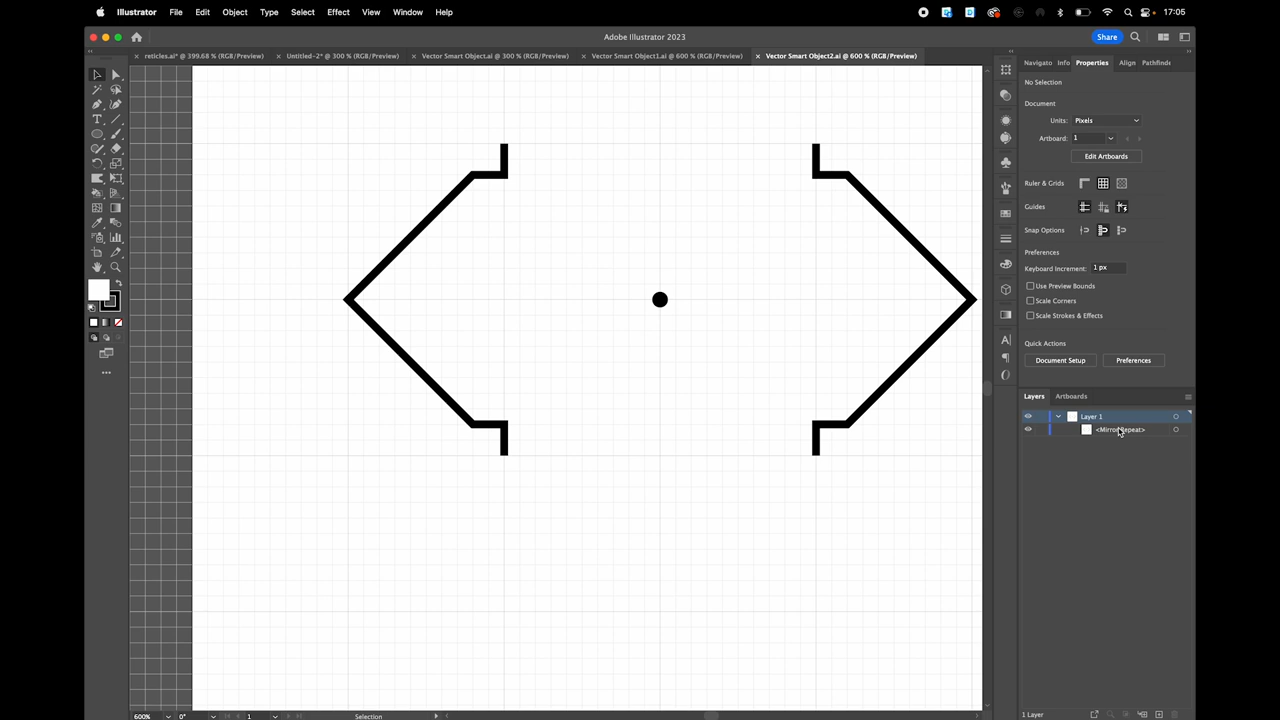 Illustrator File Edit Object Type Select Effect View Window Help 17:05
Adobe Illustrator 2023 Share
× reticles.ai* @ 399.68 % (RGB/Preview) × Untitled-2* @ 300 % (RGB/Preview) × Vector Smart Object.ai @ 300 % (RGB/Preview) × Vector Smart Object1.ai @ 600 % (RGB/Preview) × Vector Smart Object2.ai @ 600 % (RGB/Preview)
Navigato Info Properties Align Pathfinde
No Selection
Document
Units: Pixels
Artboard: 1
Edit Artboards
Ruler & Grids
Guides
Snap Options
Preferences
Keyboard Increment: 1 px
Use Preview Bounds
Scale Corners
Scale Strokes & Effects
Quick Actions
Document Setup Preferences
Layers Artboards
Layer 1
<Mirror Repeat>
600% 0° 1 Selection 1 Layer